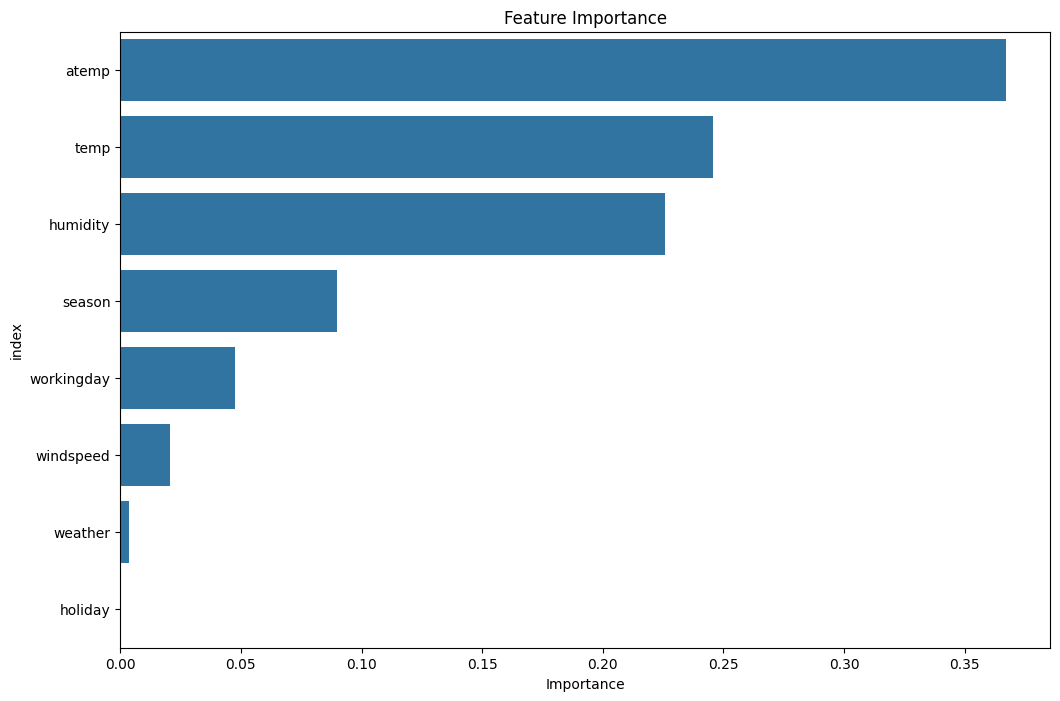 Feature Importance
atemp
temp
humidity
season
workingday
windspeed
weather
holiday
index
0.00 0.05 0.10 0.15 0.20 0.25 0.30 0.35
Importance